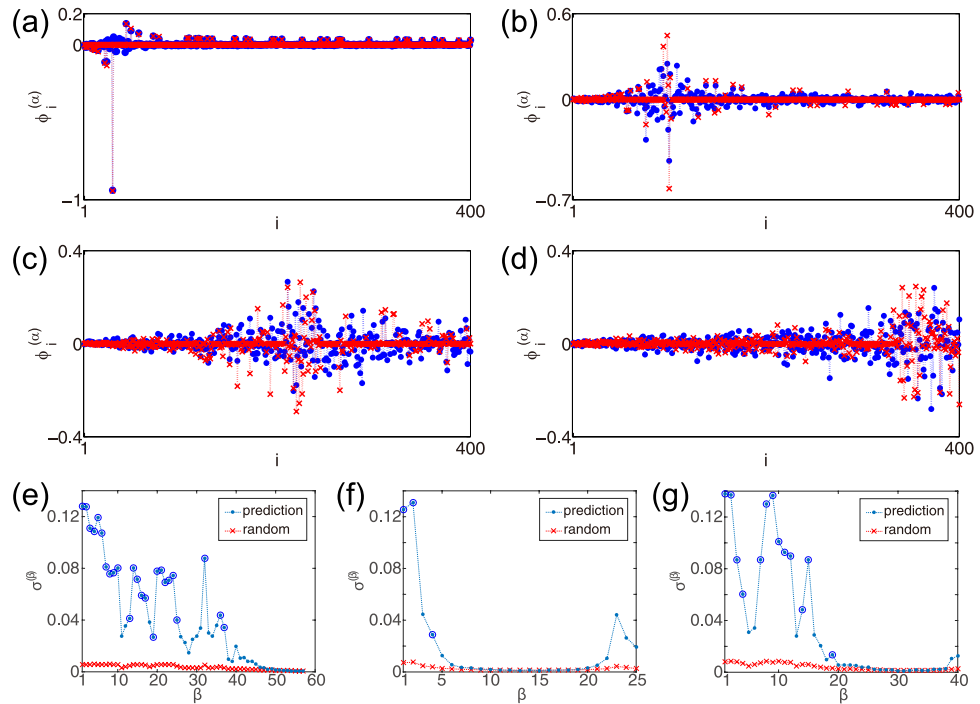 (a)
0.2
0
−1
ϕ i (α)
1
400
i
(b)
0.6
0
−0.7
ϕ i (α)
1
400
i
(c)
0.4
0
−0.4
ϕ i (α)
1
400
i
(d)
0.4
0
−0.4
ϕ i (α)
1
400
i
(e)
0.12
0.08
0.04
0
σ(β)
1 10 20 30 40 50 60
β
prediction
random
(f)
0.12
0.08
0.04
0
σ(β)
1 5 10 15 20 25
β
prediction
random
(g)
0.12
0.08
0.04
0
σ(β)
1 10 20 30 40
β
prediction
random